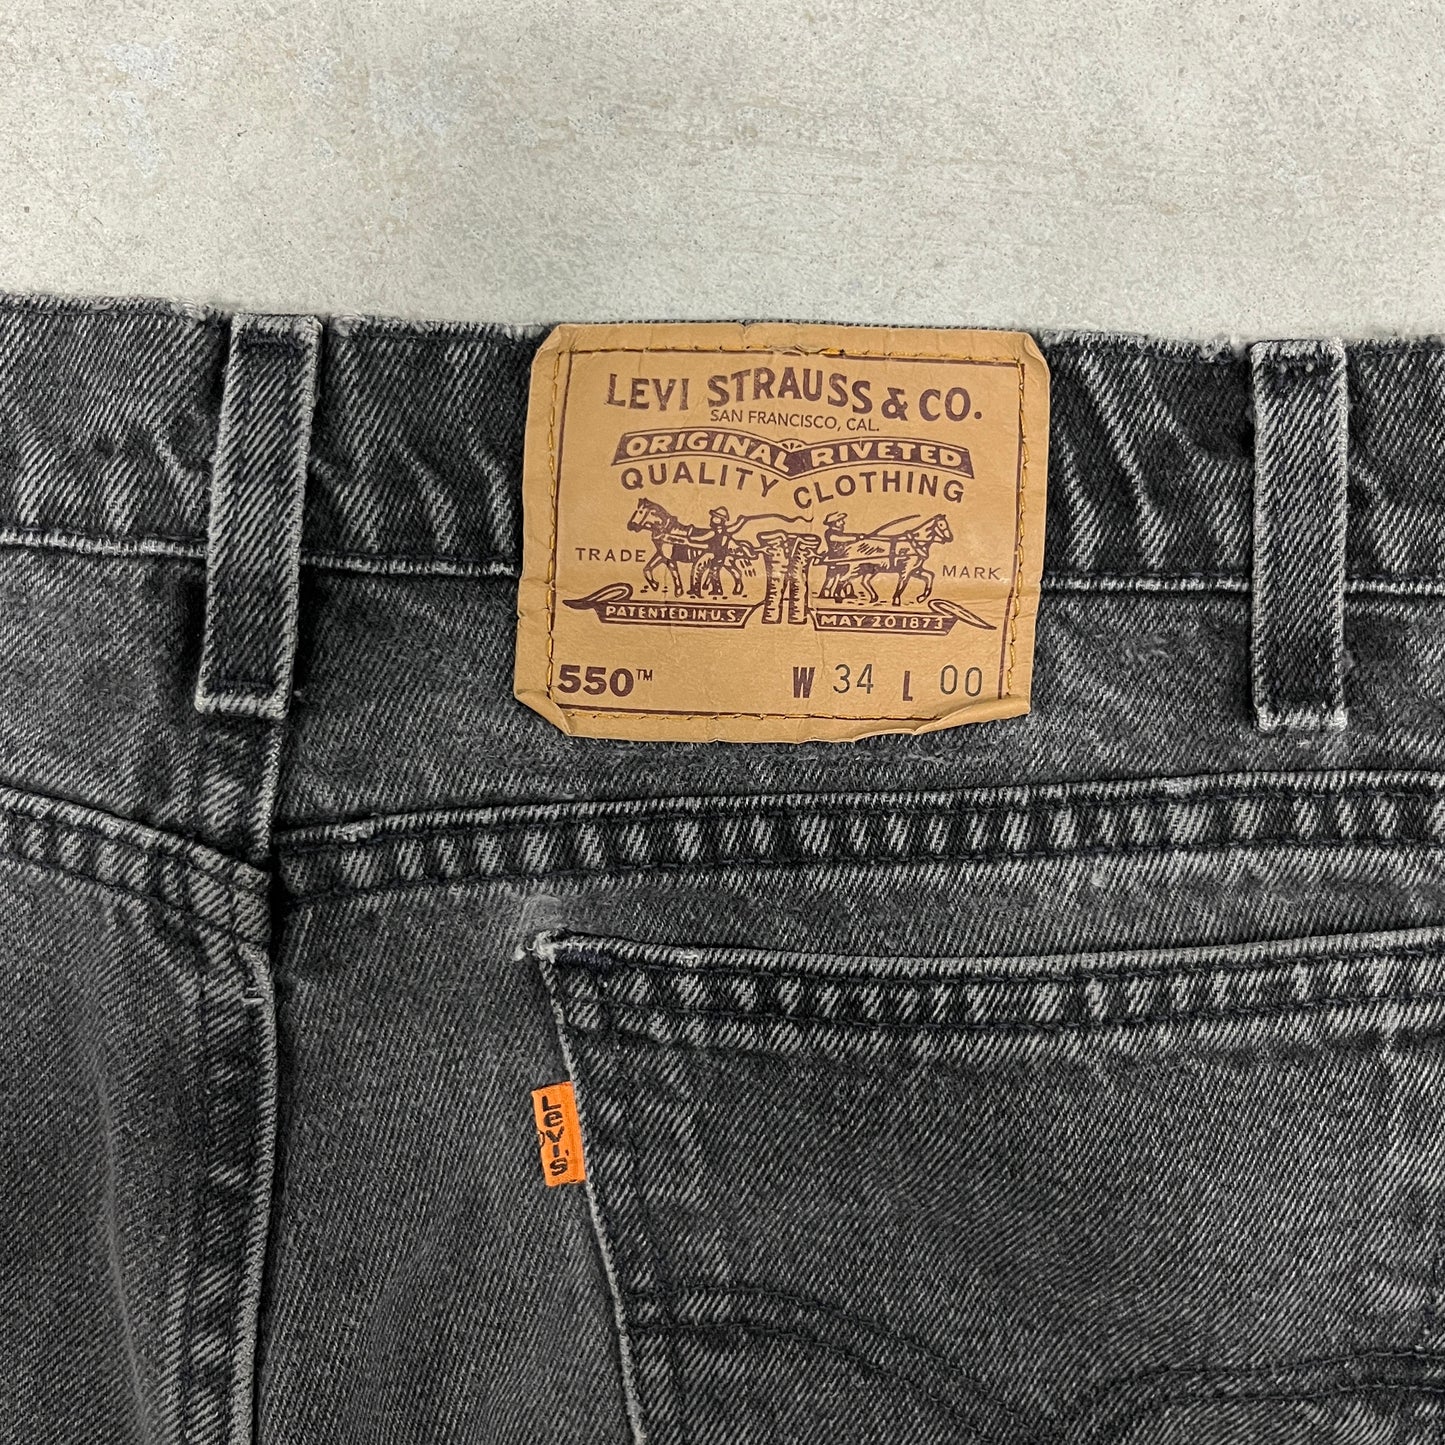 LEVI STRAUSS & CO.
SAN FRANCISCO, CAL.
ORIGINAL RIVETED
QUALITY CLOTHING
TRADE MARK
PATENTED IN U.S. MAY 20 1873
550™ W 34 L 00
Levi's